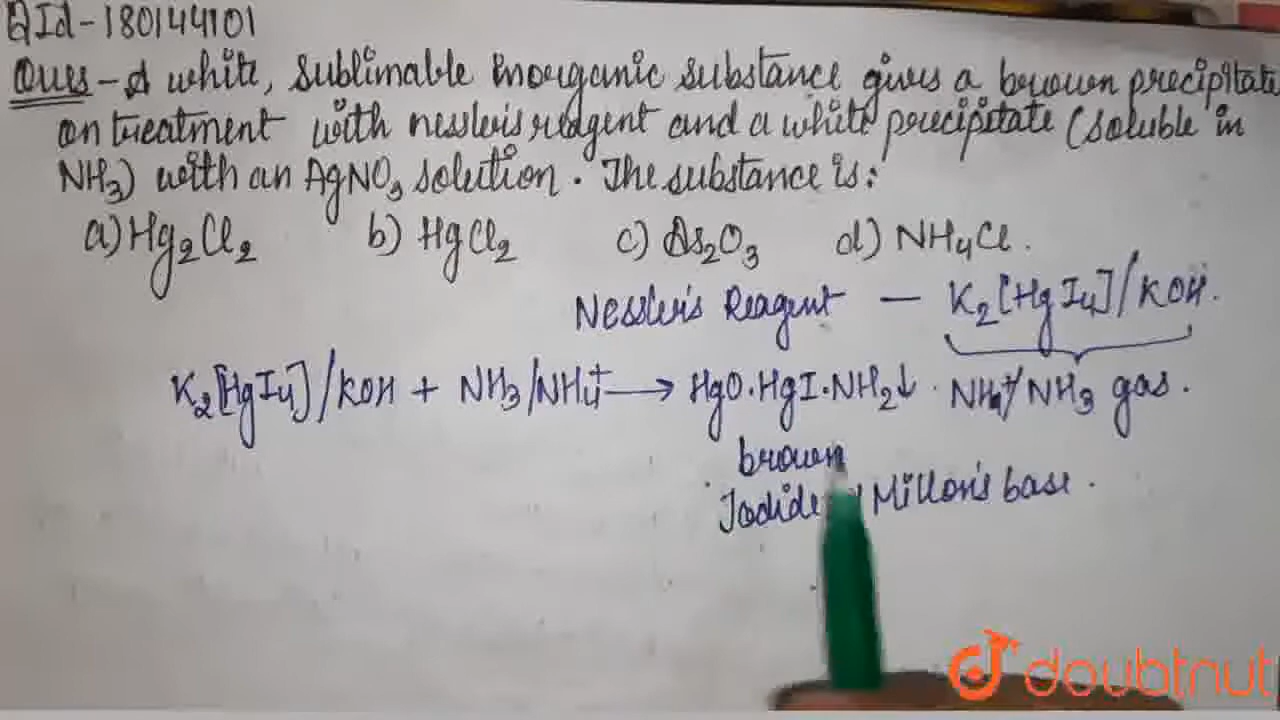 QId-180144101
Ques - A white, sublimable inorganic substance gives a brown precipitate
on treatment with nessler's reagent and a white precipitate (soluble in
NH3) with an AgNO3 solution. The substance is:
a) Hg2Cl2 b) HgCl2 c) As2O3 d) NH4Cl.
Nessler's Reagent — K2[HgI4]/KOH.
K2[HgI4]/KOH + NH3/NH4+ → HgO.HgI.NH2↓. NH4+/NH3 gas.
brown
Iodide Millon's base.
doubtnut